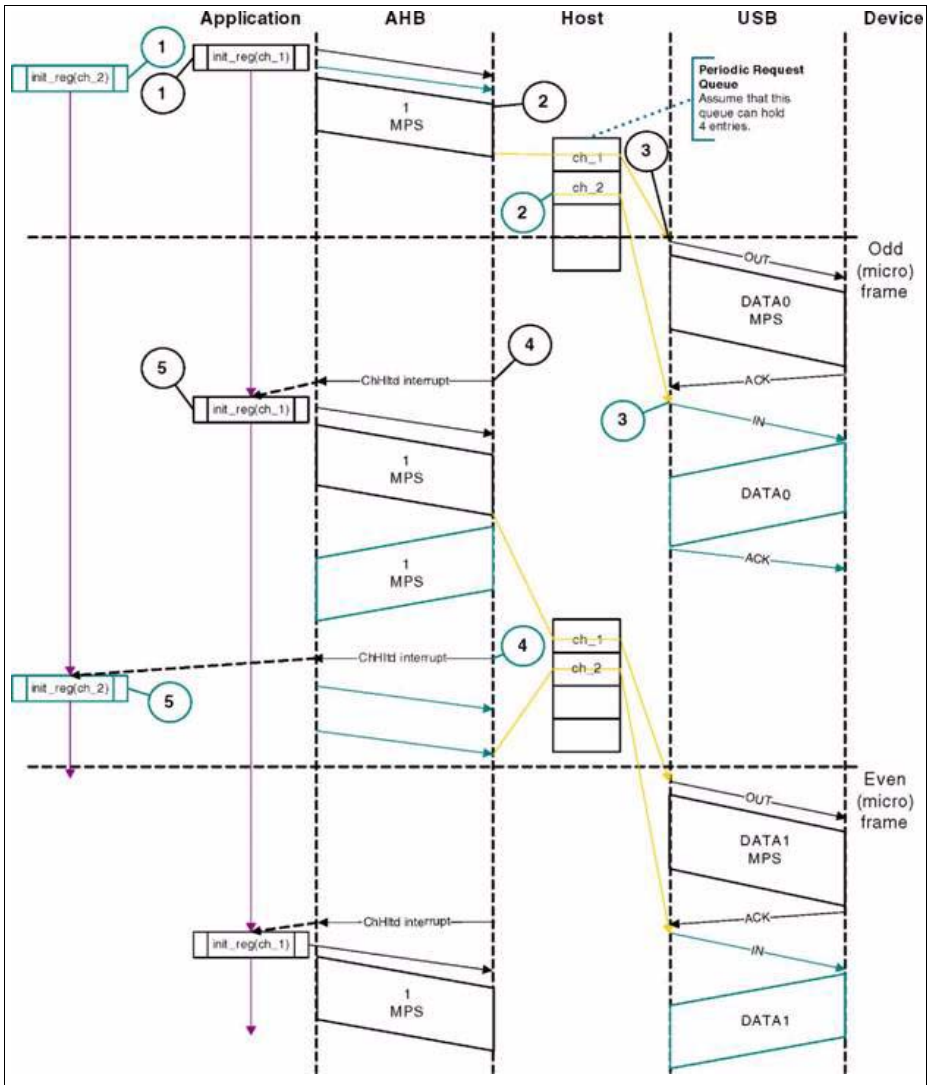 Application AHB Host USB Device
1
init_reg(ch_1)
init_reg(ch_2)
1
Periodic Request
Queue
Assume that this
queue can hold
4 entries.
1
MPS
2
3
ch_1
ch_2
2
Odd
(micro)
frame
OUT
DATA0
MPS
4
5
ChHltd interrupt
ACK
init_reg(ch_1)
3
IN
1
MPS
DATA0
1
MPS
ACK
ch_1
4
ChHltd interrupt
ch_2
init_reg(ch_2)
5
Even
(micro)
frame
OUT
DATA1
MPS
ChHltd interrupt
ACK
init_reg(ch_1)
IN
1
MPS
DATA1